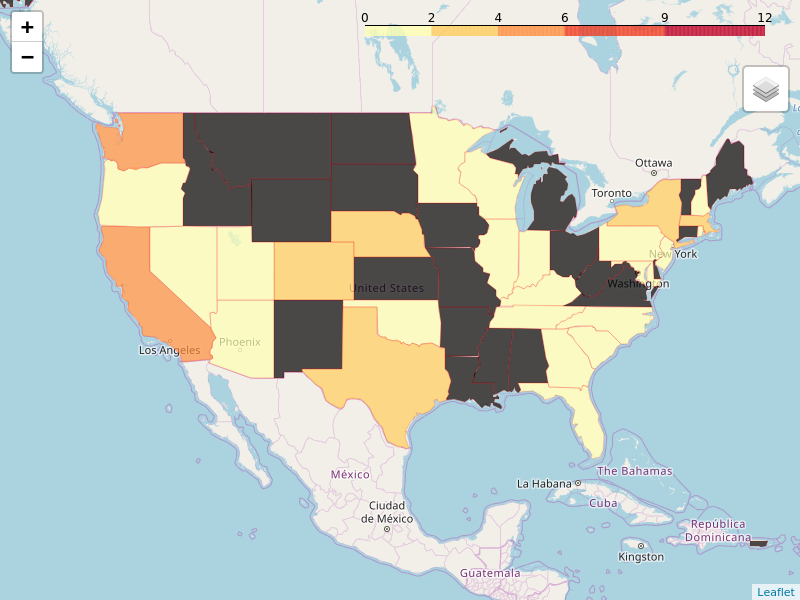 +
−
0 2 4 6 9 12
Ottawa
Toronto
New York
Washington
United States
Phoenix
Los Angeles
México
The Bahamas
La Habana
Cuba
Ciudad
de México
República
Dominicana
Kingston
Guatemala
Leaflet